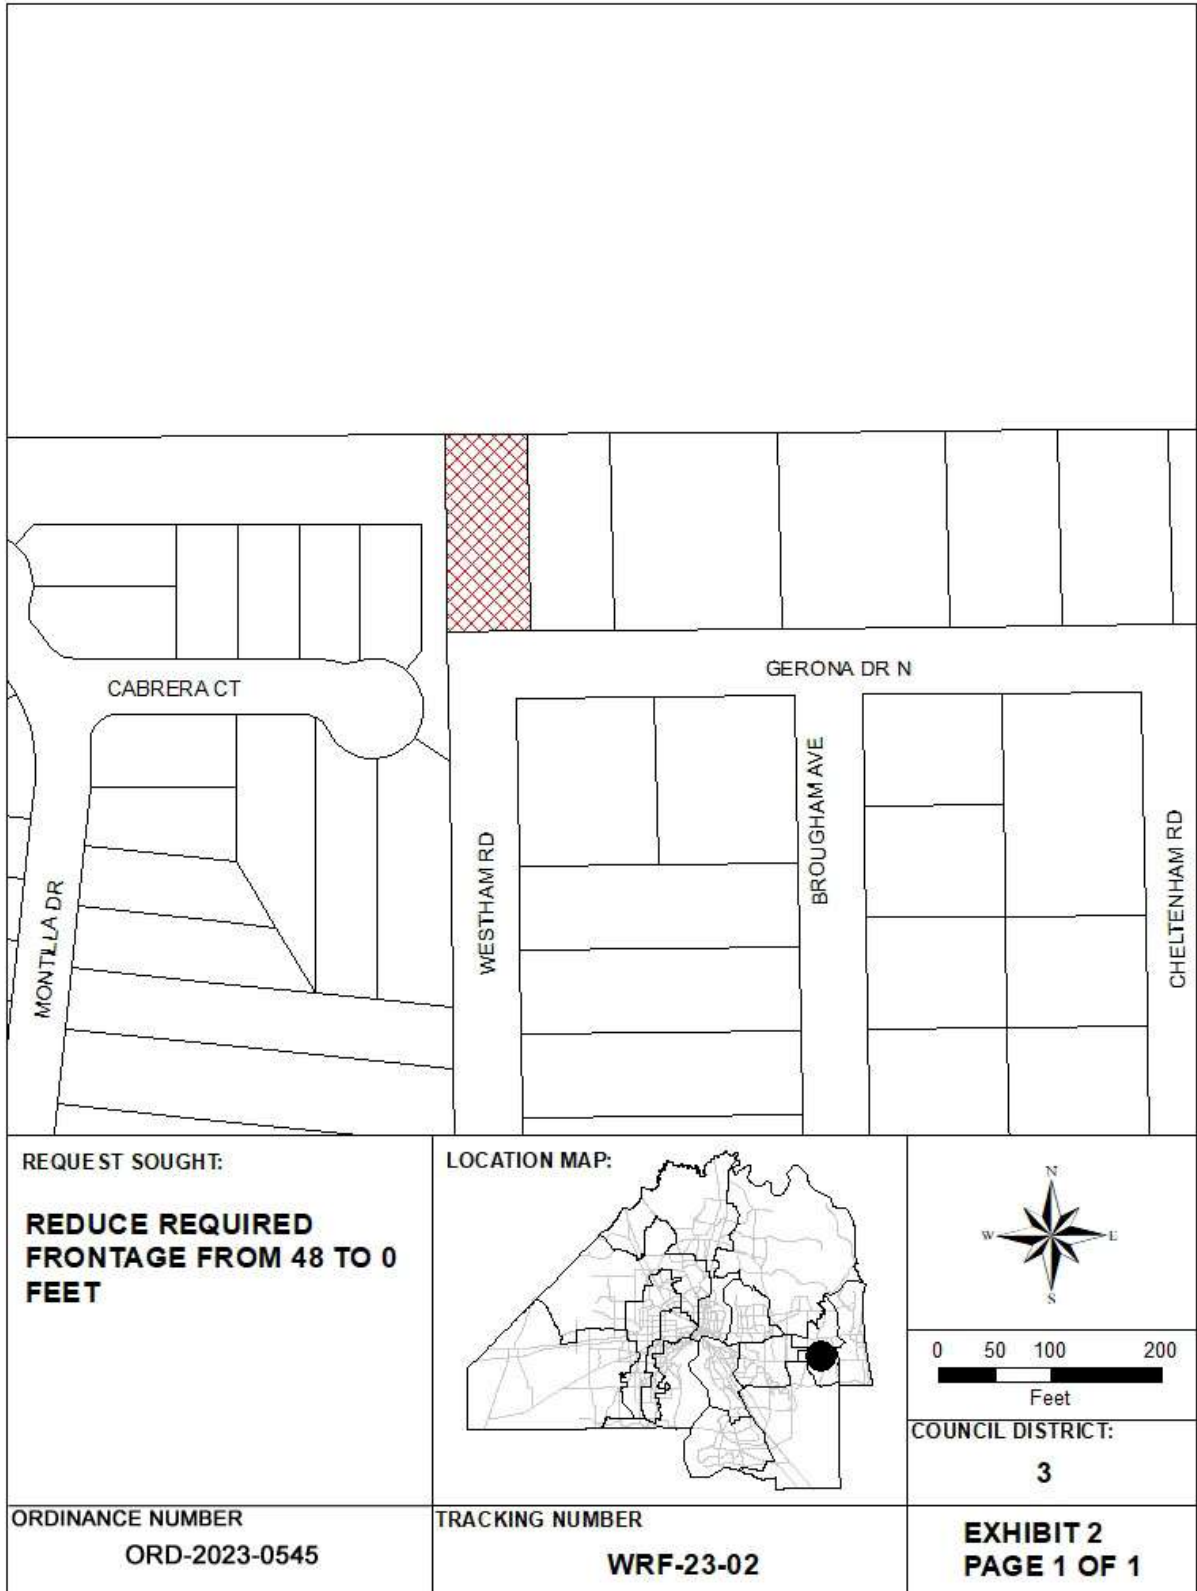 CABRERA CT
GERONA DR N
MONTILLA DR
WESTHAM RD
BROUGHAM AVE
CHELTENHAM RD
REQUEST SOUGHT:
REDUCE REQUIRED
FRONTAGE FROM 48 TO 0
FEET
LOCATION MAP:
N
W E
S
0 50 100 200
Feet
COUNCIL DISTRICT:
3
ORDINANCE NUMBER
ORD-2023-0545
TRACKING NUMBER
WRF-23-02
EXHIBIT 2
PAGE 1 OF 1